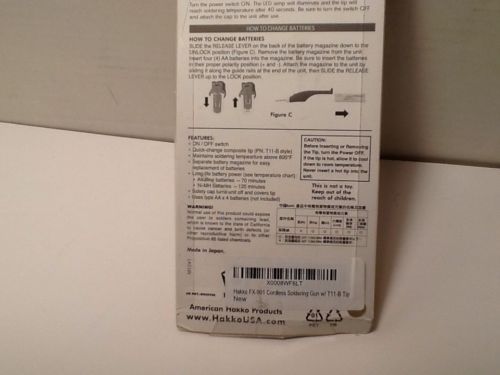 Turn the power switch ON. The LED lamp will illuminate and the tip will
reach soldering temperature after 40 seconds. Be sure to turn the switch OFF
and attach the cap to the unit after use.
HOW TO CHANGE BATTERIES
HOW TO CHANGE BATTERIES
SLIDE the RELEASE LEVER on the back of the battery magazine down to the
UNLOCK position (Figure C). Remove the battery magazine from the unit.
Insert four (4) AA batteries into the magazine. Be sure to insert the batteries
in their proper polarity position (+ and -). Attach the magazine to the unit by
sliding it along the guide rails at the end of the unit, then SLIDE the RELEASE
LEVER up to the LOCK position.
Figure C
FEATURES:
• ON / OFF switch
• Quick-change composite tip (PN. T11-B style)
• Maintains soldering temperature above 600°F
• Separate battery magazine for easy
replacement of batteries
• Long life battery power (see temperature chart)
• Alkaline batteries – 70 minutes
• Ni-MH Batteries – 125 minutes
• Safety cap turns unit off and covers tip
• Uses type AA x 4 batteries (not included)
CAUTION:
Before Inserting or Removing
the Tip, turn the Power OFF.
If the tip is hot, allow it to cool
down to room temperature.
Never insert a hot tip into the
unit.
This is not a toy.
Keep out of the
reach of children.
WARNING!
Normal use of this product could expose
the user to soldering containing lead,
which is known to the state of California
to cause cancer and birth defects (or
other reproductive harm) or to other
Proposition 65 listed chemicals.
Made in Japan.
X0008WF6LT
Hakko FX-901 Cordless Soldering Gun w/ T11-B Tip
New
American Hakko Products
www.HakkoUSA.com
PET